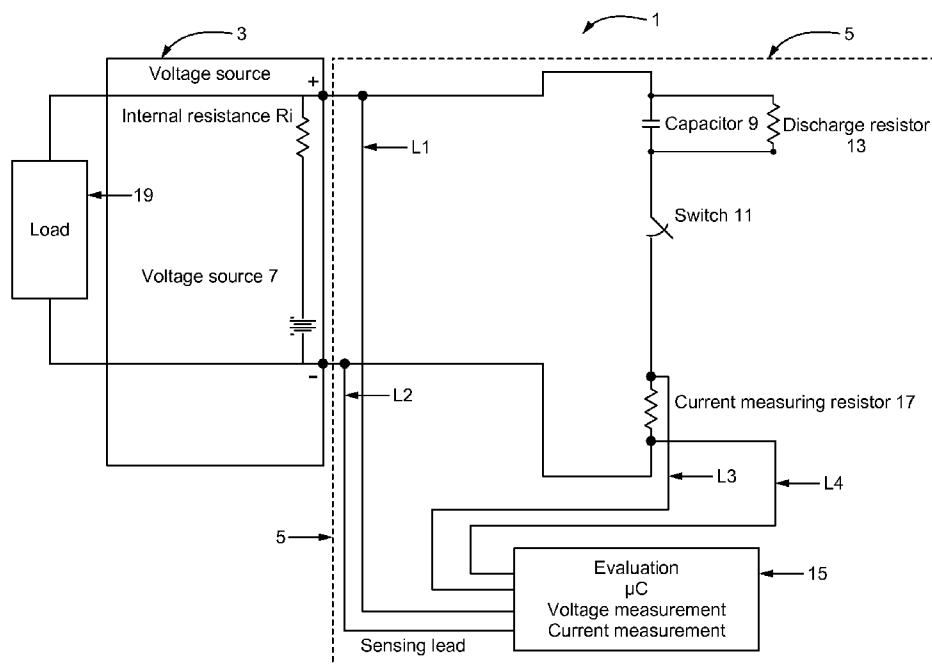 1
3
5
Voltage source
+
Internal resistance Ri
Capacitor 9
Discharge resistor
13
L1
19
Load
Switch 11
Voltage source 7
-
L2
Current measuring resistor 17
L3
L4
5
Evaluation
µC
Voltage measurement
Current measurement
15
Sensing lead